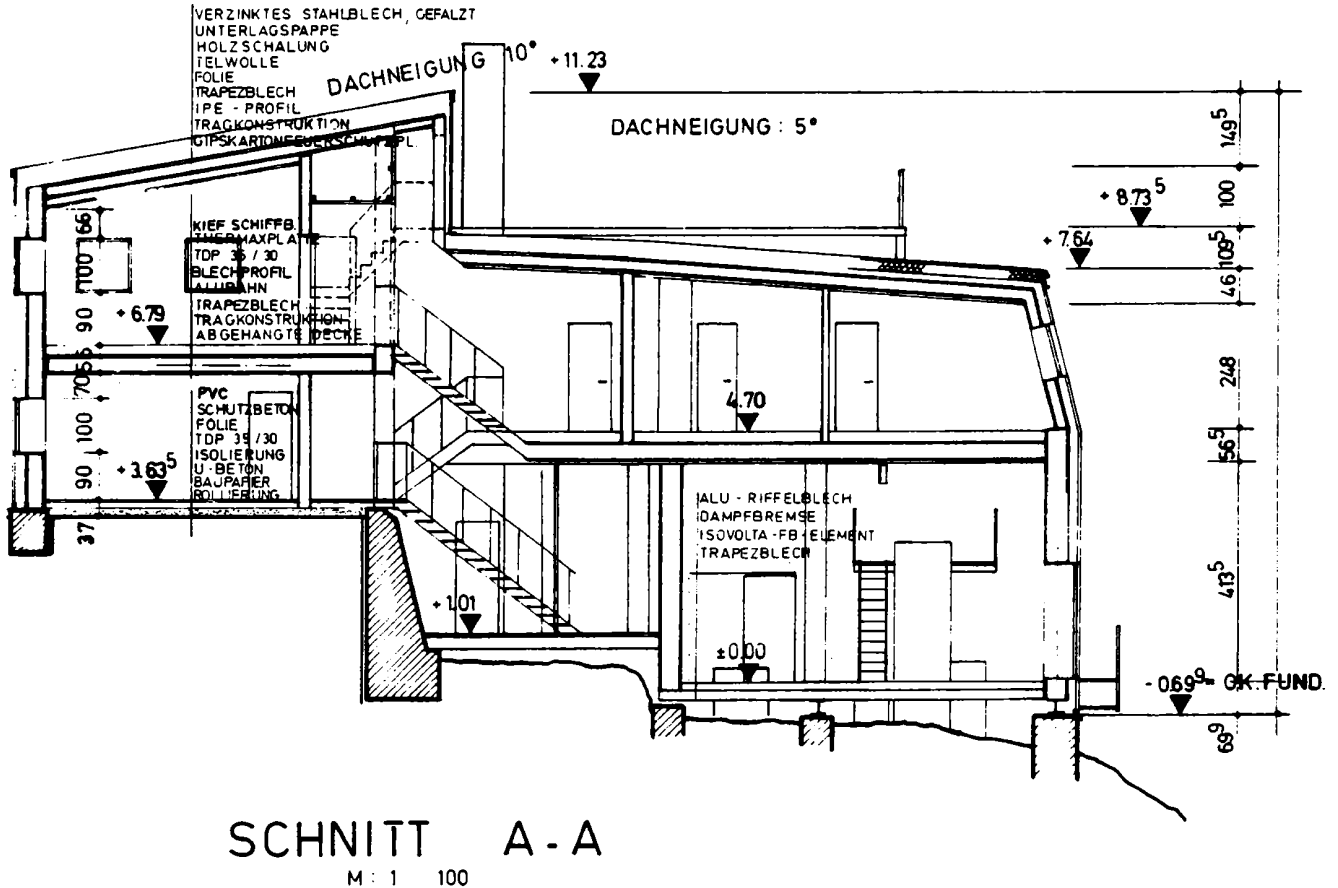 VERZINKTES STAHLBLECH, GEFALZT
UNTERLAGSPAPPE
HOLZSCHALUNG
TELWOLLE
FOLIE
TRAPEZBLECH
IPE - PROFIL
TRAGKONSTRUKTION
GIPSKARTONFEUERSCHUTZPL.
DACHNEIGUNG 10°
+11.23
DACHNEIGUNG : 5°
149⁵
100
+ 8.73⁵
+ 7.64
109⁵
46
248
56⁵
413⁵
69⁹
66
100
90
70
100
90
37
KIEF SCHIFFB.
THERMAXPLATTE
TDP 35 / 30
BLECHPROFIL
ALUBAHN
TRAPEZBLECH
TRAGKONSTRUKTION
ABGEHANGTE DECKE
+ 6.79
PVC
SCHUTZBETON
FOLIE
TDP 35 / 30
ISOLIERUNG
U - BETON
BAUPAPIER
ROLLIERUNG
+ 3.63⁵
4.70
ALU - RIFFELBLECH
DAMPFBREMSE
ISOVOLTA - FB - ELEMENT
TRAPEZBLECH
+ 1.01
±0.00
- 0.69⁹ = OK. FUND.
SCHNITT A - A
M : 1 100